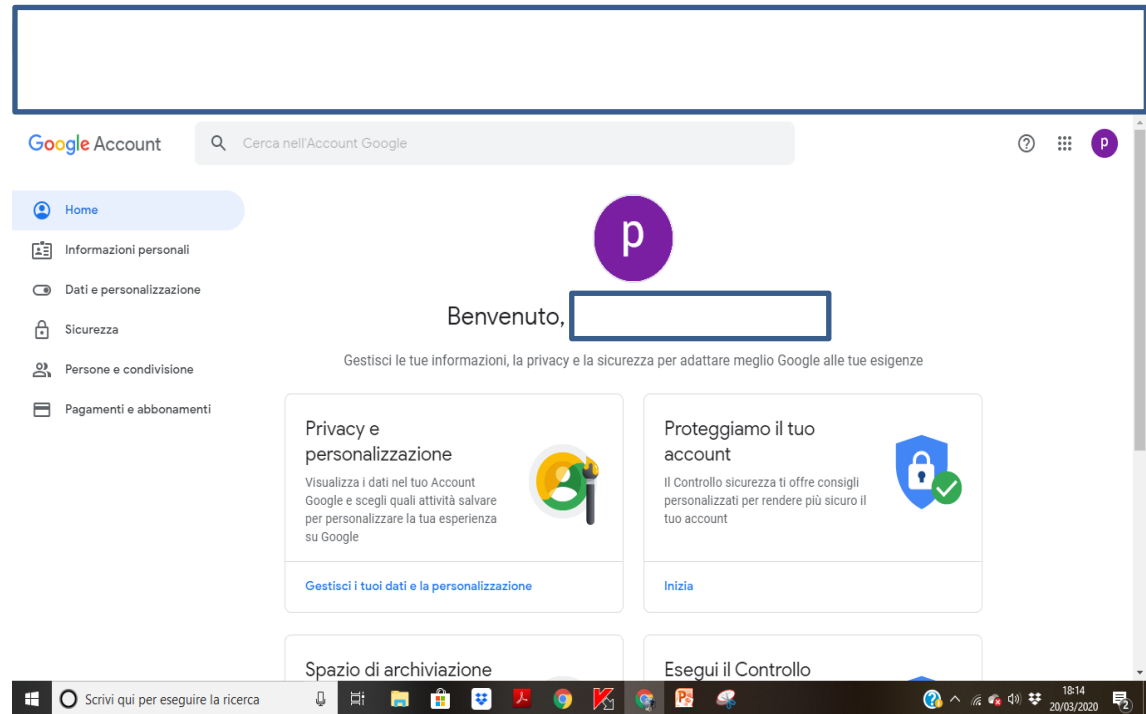 Google Account
Cerca nell'Account Google
p
Home
Informazioni personali
Dati e personalizzazione
Sicurezza
Persone e condivisione
Pagamenti e abbonamenti
p
Benvenuto,
Gestisci le tue informazioni, la privacy e la sicurezza per adattare meglio Google alle tue esigenze
Privacy e
personalizzazione
Visualizza i dati nel tuo Account
Google e scegli quali attività salvare
per personalizzare la tua esperienza
su Google
Gestisci i tuoi dati e la personalizzazione
Proteggiamo il tuo
account
Il Controllo sicurezza ti offre consigli
personalizzati per rendere più sicuro il
tuo account
Inizia
Spazio di archiviazione
Esegui il Controllo
Scrivi qui per eseguire la ricerca
18:14
20/03/2020
2